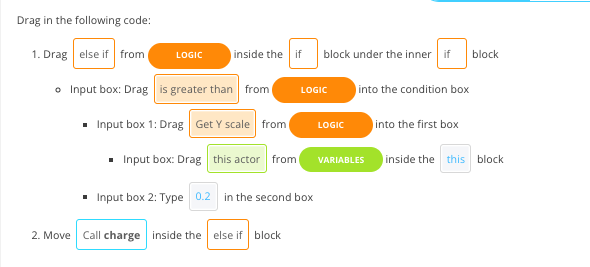 Drag in the following code:
1. Drag else if from LOGIC inside the if block under the inner if block
Input box: Drag is greater than from LOGIC into the condition box
Input box 1: Drag Get Y scale from LOGIC into the first box
Input box: Drag this actor from VARIABLES inside the this block
Input box 2: Type 0.2 in the second box
2. Move Call charge inside the else if block